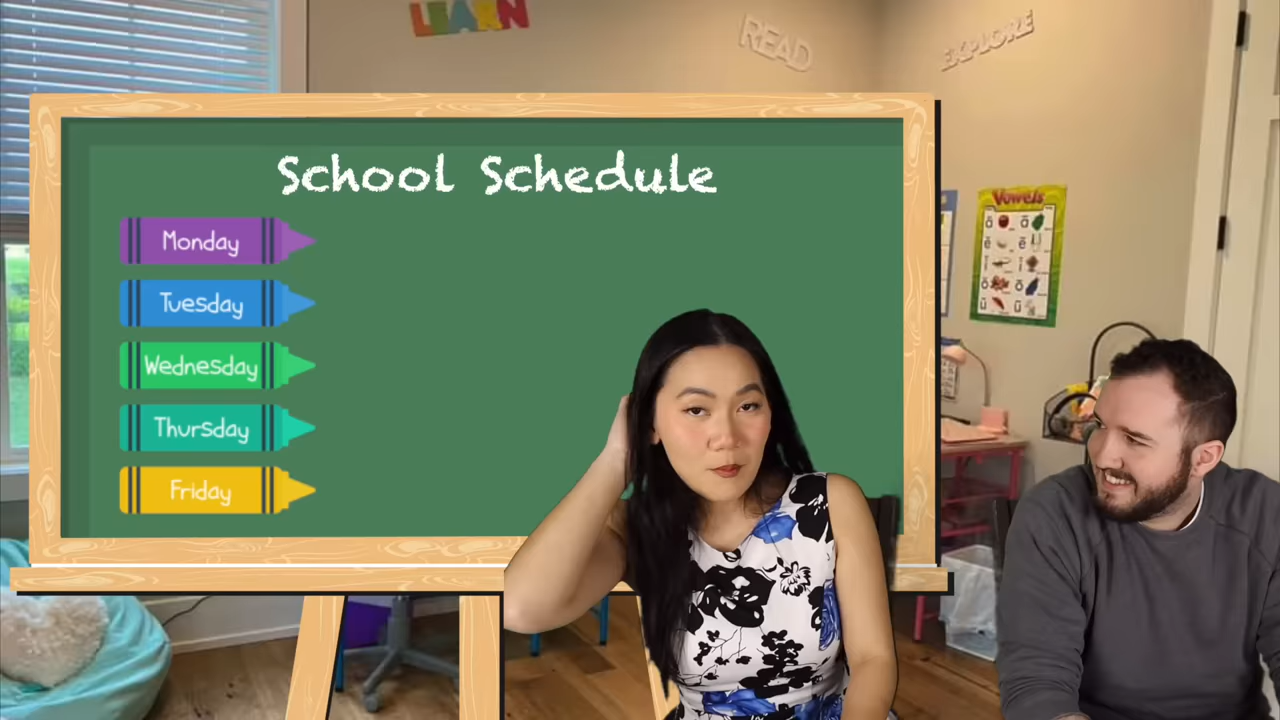 LEARN
READ
EXPLORE
School Schedule
Monday
Tuesday
Wednesday
Thursday
Friday
Vowels